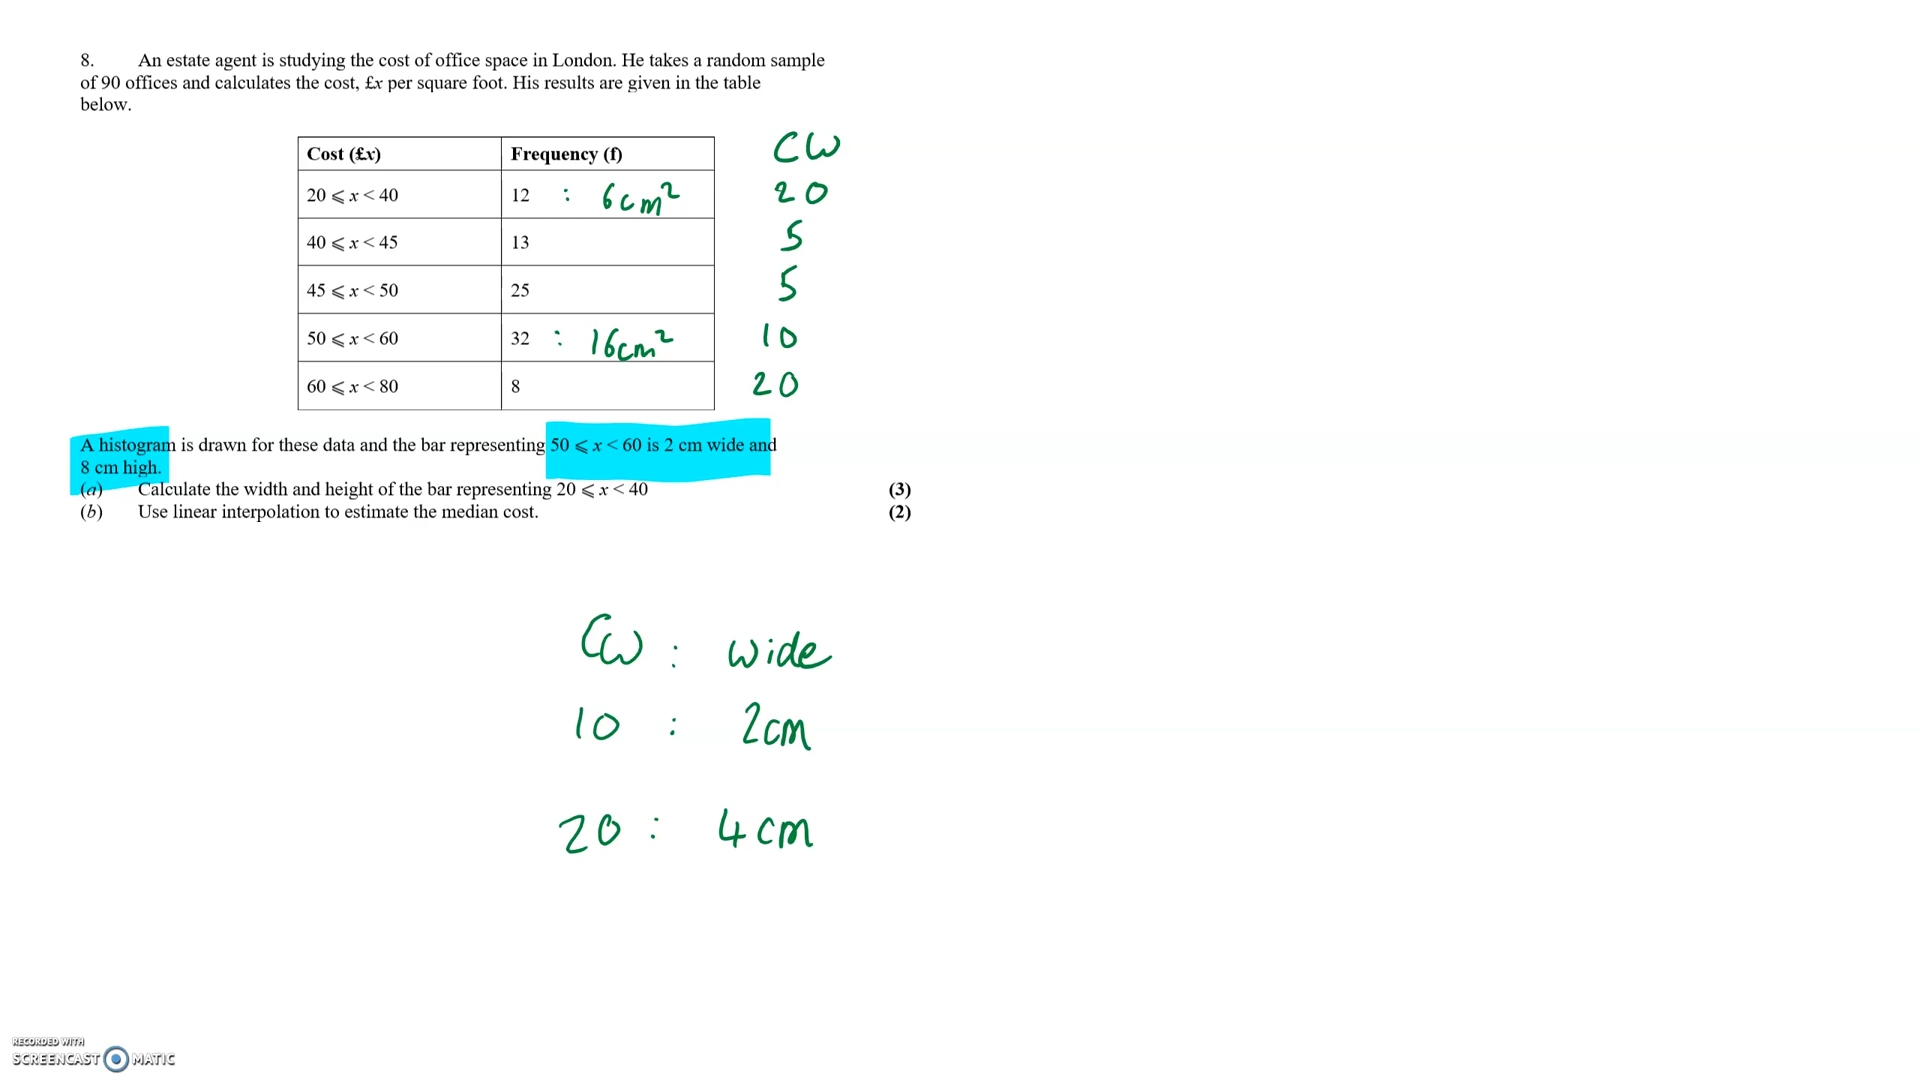 8. An estate agent is studying the cost of office space in London. He takes a random sample
of 90 offices and calculates the cost, £x per square foot. His results are given in the table
below.
CW
Cost (£x) Frequency (f)
20 ⩽ x < 40 12 : 6cm² 20
40 ⩽ x < 45 13 5
45 ⩽ x < 50 25 5
50 ⩽ x < 60 32 : 16cm² 10
60 ⩽ x < 80 8 20
A histogram is drawn for these data and the bar representing 50 ⩽ x < 60 is 2 cm wide and
8 cm high.
(a) Calculate the width and height of the bar representing 20 ⩽ x < 40 (3)
(b) Use linear interpolation to estimate the median cost. (2)
CW : wide
10 : 2cm
20 : 4cm
RECORDED WITH
SCREENCAST MATIC